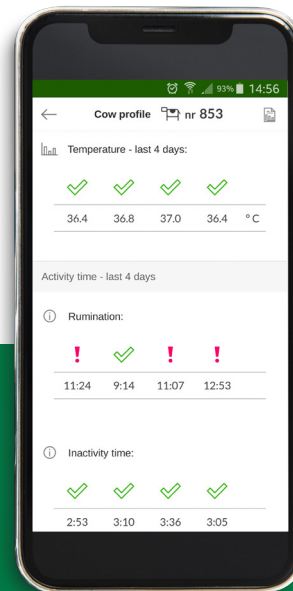 93% 14:56
Cow profile nr 853
Temperature - last 4 days:
36.4 36.8 37.0 36.4 °C
Activity time - last 4 days
Rumination:
! ! !
11:24 9:14 11:07 12:53
Inactivity time:
2:53 3:10 3:36 3:05